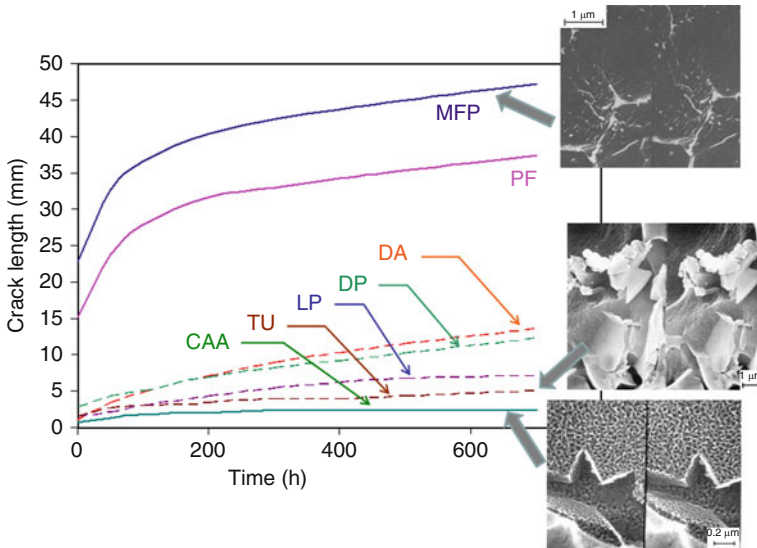 1 μm
50
45
40
35
30
25
20
15
10
5
0
Crack length (mm)
MFP
PF
DA
DP
LP
TU
CAA
0
200
400
600
Time (h)
1 μm
0.2 μm